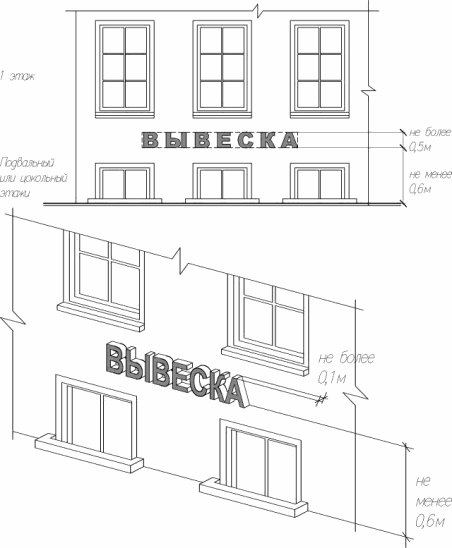 1 этаж
ВЫВЕСКА
не более
0,5м
Подвальный
или цокольный
этажи
не менее
0,6м
ВЫВЕСКА
не более
0,1м
не
менее
0,6м